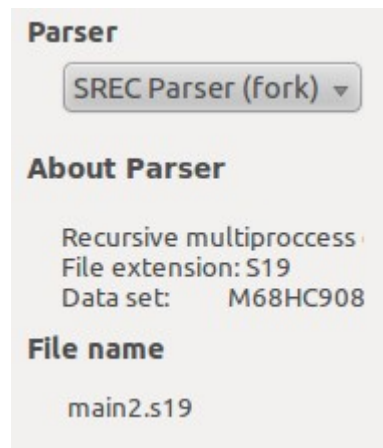 Parser
SREC Parser (fork)
About Parser
Recursive multiproccess
File extension: S19
Data set: M68HC908
File name
main2.s19